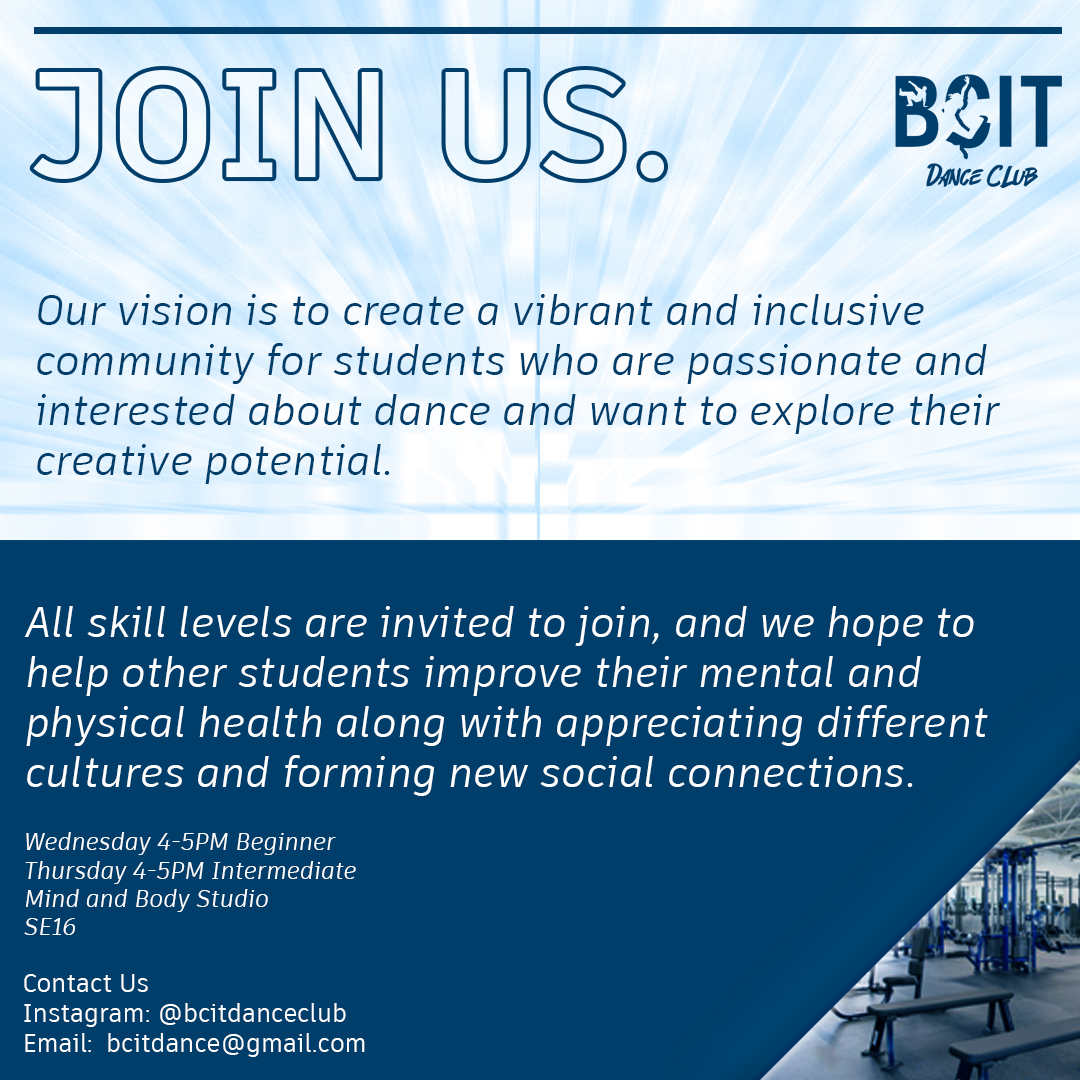 JOIN US.
BCIT
DANCE CLUB
Our vision is to create a vibrant and inclusive
community for students who are passionate and
interested about dance and want to explore their
creative potential.
All skill levels are invited to join, and we hope to
help other students improve their mental and
physical health along with appreciating different
cultures and forming new social connections.
Wednesday 4-5PM Beginner
Thursday 4-5PM Intermediate
Mind and Body Studio
SE16
Contact Us
Instagram: @bcitdanceclub
Email: bcitdance@gmail.com